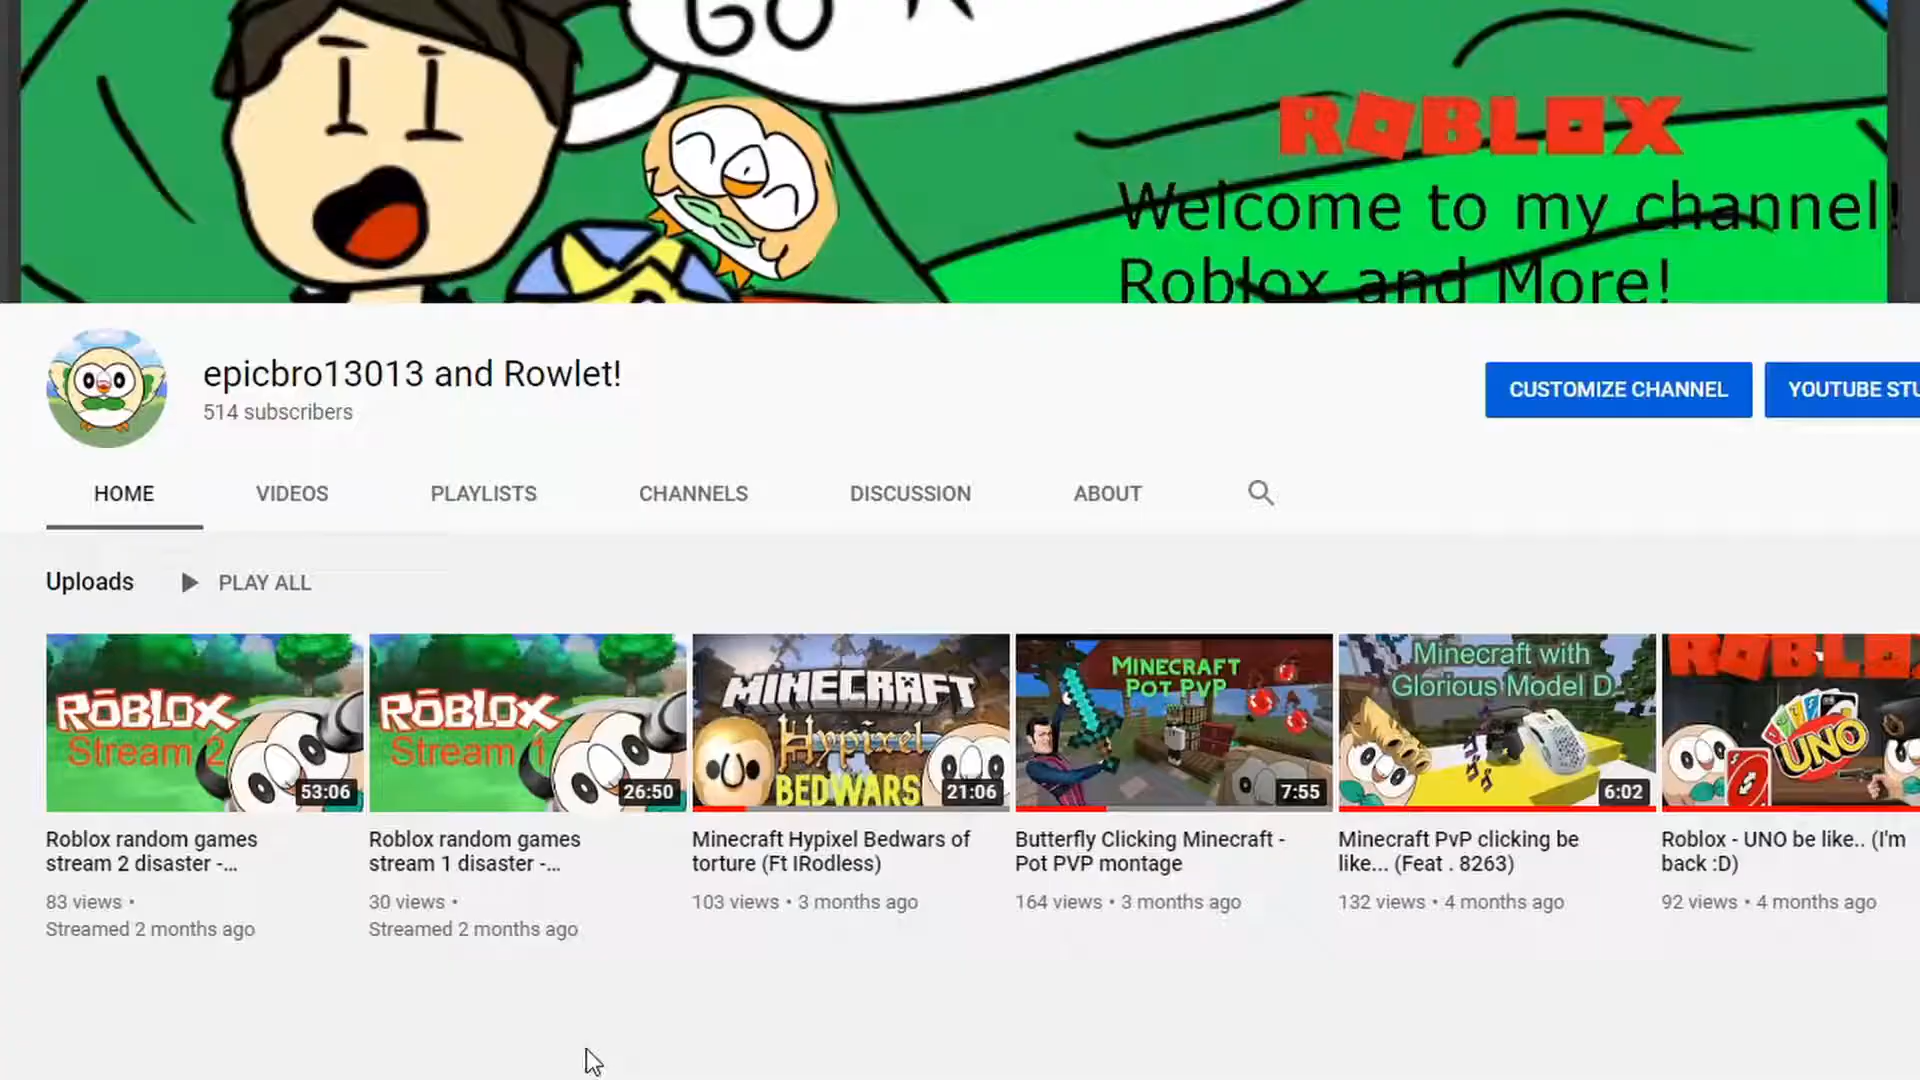 GO
ROBLOX
Welcome to my channel!
Roblox and More!
epicbro13013 and Rowlet!
514 subscribers
CUSTOMIZE CHANNEL
YOUTUBE STU
HOME
VIDEOS
PLAYLISTS
CHANNELS
DISCUSSION
ABOUT
Uploads
PLAY ALL
RŌBLOX
Stream 2
53:06
RŌBLOX
Stream 1
26:50
MINECRAFT
Hypixel
BEDWARS
21:06
MINECRAFT
POT PVP
7:55
Minecraft with
Glorious Model D
6:02
ROBLOX
UNO
Roblox random games
stream 2 disaster -...
83 views •
Streamed 2 months ago
Roblox random games
stream 1 disaster -...
30 views •
Streamed 2 months ago
Minecraft Hypixel Bedwars of
torture (Ft IRodless)
103 views • 3 months ago
Butterfly Clicking Minecraft -
Pot PVP montage
164 views • 3 months ago
Minecraft PvP clicking be
like... (Feat . 8263)
132 views • 4 months ago
Roblox - UNO be like.. (I'm
back :D)
92 views • 4 months ago